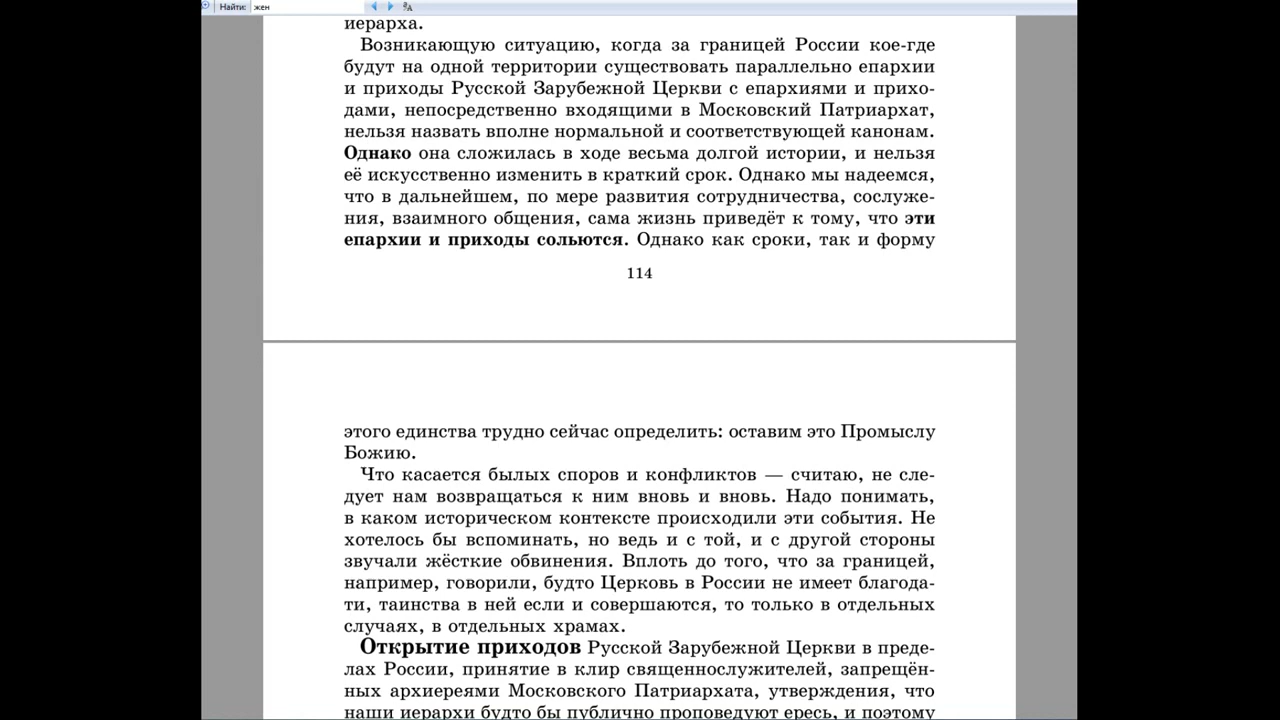 Найти: жен
иерарха.
Возникающую ситуацию, когда за границей России кое-где
будут на одной территории существовать параллельно епархии
и приходы Русской Зарубежной Церкви с епархиями и прихо-
дами, непосредственно входящими в Московский Патриархат,
нельзя назвать вполне нормальной и соответствующей канонам.
Однако она сложилась в ходе весьма долгой истории, и нельзя
её искусственно изменить в краткий срок. Однако мы надеемся,
что в дальнейшем, по мере развития сотрудничества, сослуже-
ния, взаимного общения, сама жизнь приведёт к тому, что эти
епархии и приходы сольются. Однако как сроки, так и форму
114
этого единства трудно сейчас определить: оставим это Промыслу
Божию.
Что касается былых споров и конфликтов — считаю, не сле-
дует нам возвращаться к ним вновь и вновь. Надо понимать,
в каком историческом контексте происходили эти события. Не
хотелось бы вспоминать, но ведь и с той, и с другой стороны
звучали жёсткие обвинения. Вплоть до того, что за границей,
например, говорили, будто Церковь в России не имеет благода-
ти, таинства в ней если и совершаются, то только в отдельных
случаях, в отдельных храмах.
Открытие приходов Русской Зарубежной Церкви в преде-
лах России, принятие в клир священнослужителей, запрещён-
ных архиереями Московского Патриархата, утверждения, что
наши иерархи будто бы публично проповедуют ересь, и поэтому